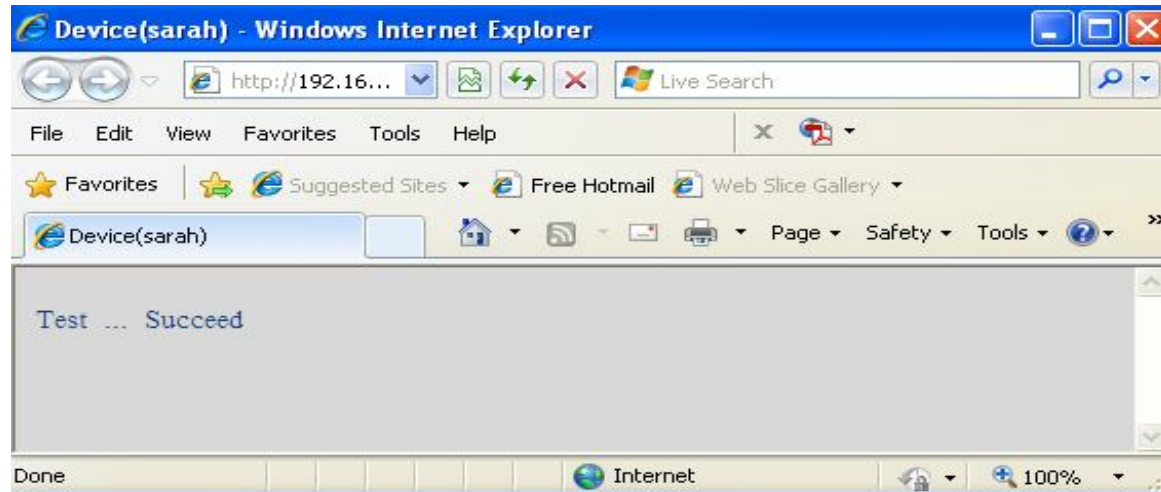 Device(sarah) - Windows Internet Explorer
http://192.16... Live Search
File Edit View Favorites Tools Help
Favorites Suggested Sites Free Hotmail Web Slice Gallery
Device(sarah) Page Safety Tools
Test ... Succeed
Done Internet 100%